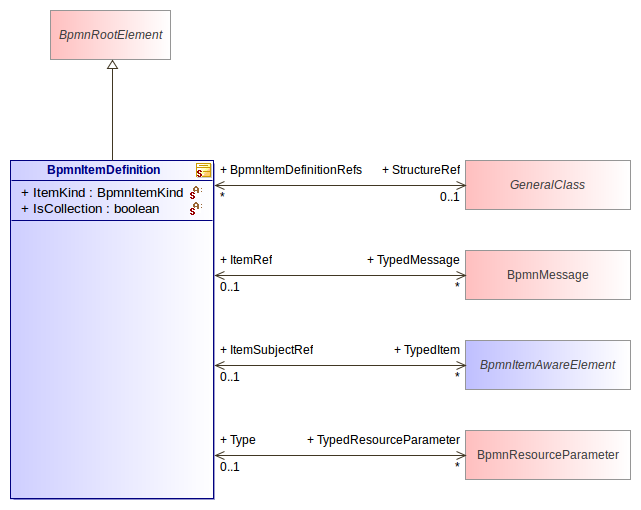 BpmnRootElement
BpmnItemDefinition
+ ItemKind : BpmnItemKind
+ IsCollection : boolean
+ BpmnItemDefinitionRefs + StructureRef
* 0..1
GeneralClass
+ ItemRef + TypedMessage
0..1 *
BpmnMessage
+ ItemSubjectRef + TypedItem
0..1 *
BpmnItemAwareElement
+ Type + TypedResourceParameter
0..1 *
BpmnResourceParameter